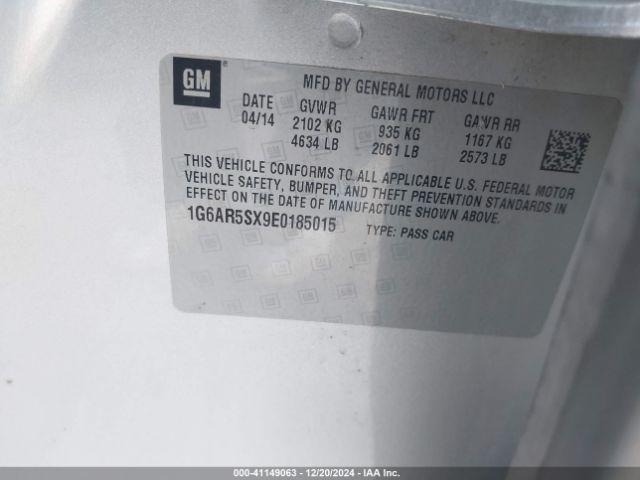 GM ®
MFD BY GENERAL MOTORS LLC
DATE GVWR GAWR FRT GAWR RR
04/14 2102 KG 935 KG 1167 KG
4634 LB 2061 LB 2573 LB
THIS VEHICLE CONFORMS TO ALL APPLICABLE U.S. FEDERAL MOTOR
VEHICLE SAFETY, BUMPER, AND THEFT PREVENTION STANDARDS IN
EFFECT ON THE DATE OF MANUFACTURE SHOWN ABOVE.
1G6AR5SX9E0185015 TYPE: PASS CAR
000-41149063 - 12/20/2024 - IAA Inc.